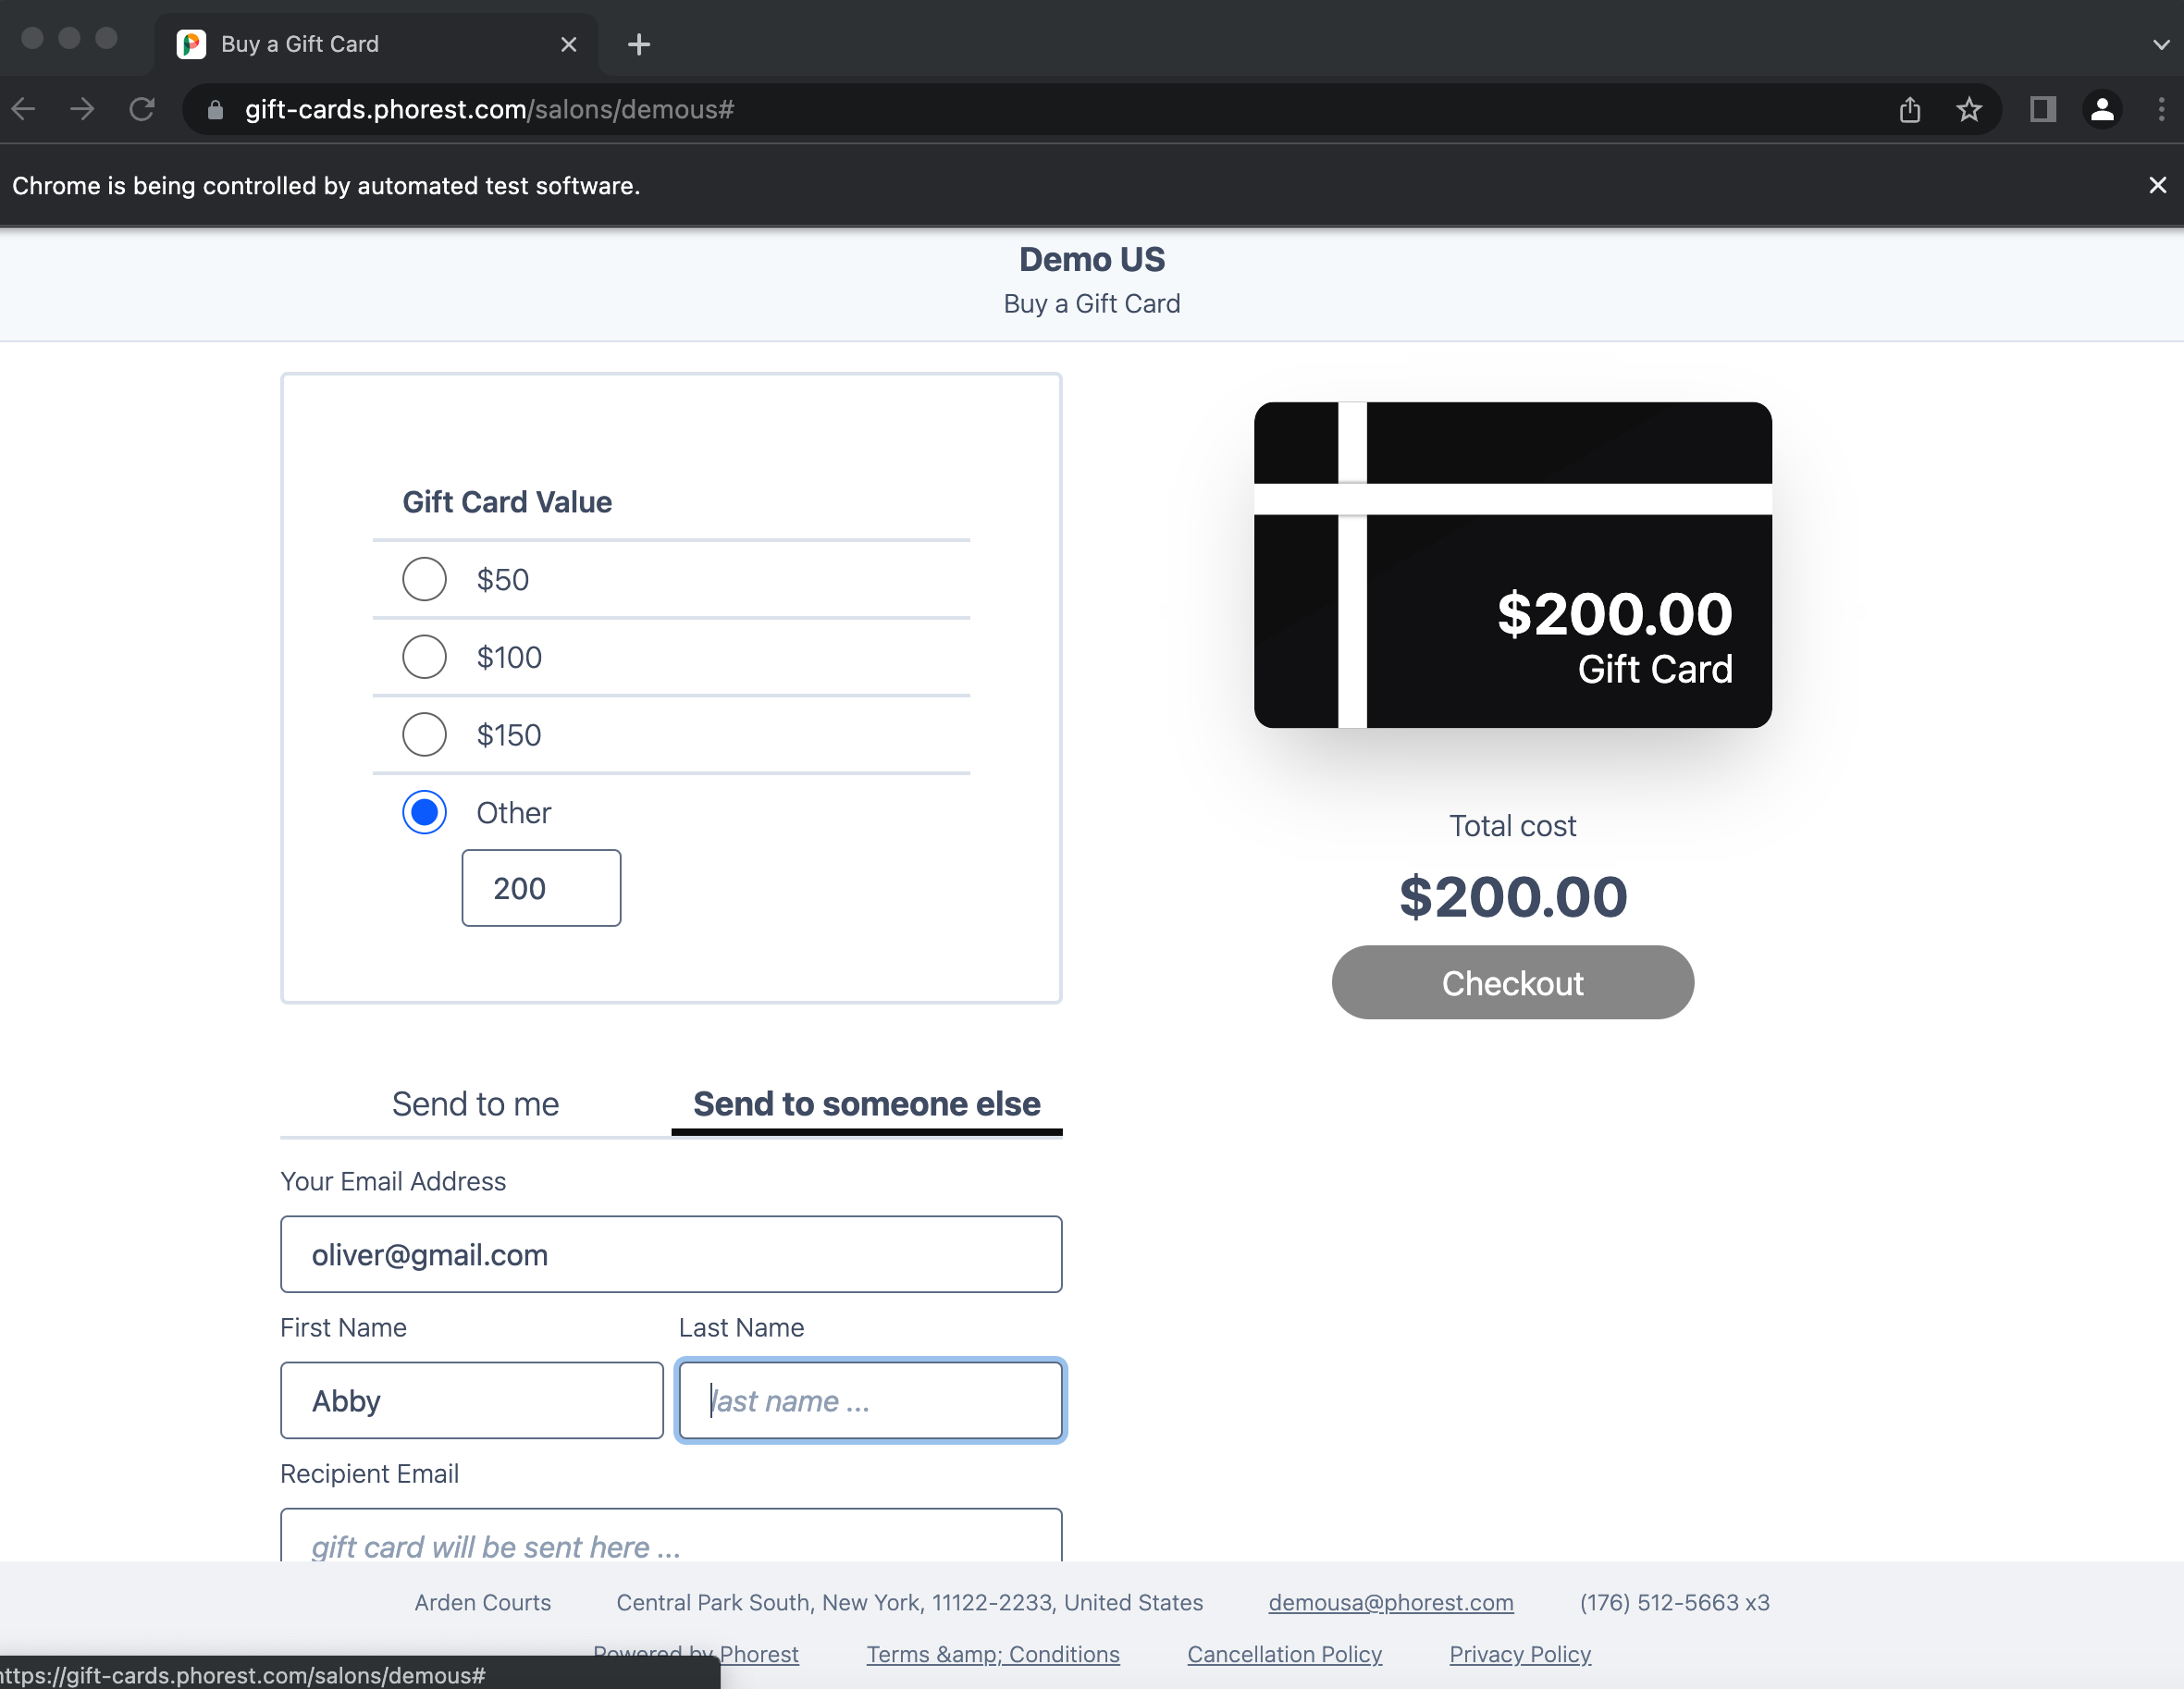 Buy a Gift Card
gift-cards.phorest.com/salons/demous#
Chrome is being controlled by automated test software.
Demo US
Buy a Gift Card
Gift Card Value
$50
$100
$150
Other
200
$200.00
Gift Card
Total cost
$200.00
Checkout
Send to me
Send to someone else
Your Email Address
oliver@gmail.com
First Name
Last Name
Abby
last name ...
Recipient Email
gift card will be sent here ...
Arden Courts
Central Park South, New York, 11122-2233, United States
demousa@phorest.com
(176) 512-5663 x3
Powered by Phorest
Terms &amp; Conditions
Cancellation Policy
Privacy Policy
https://gift-cards.phorest.com/salons/demous#